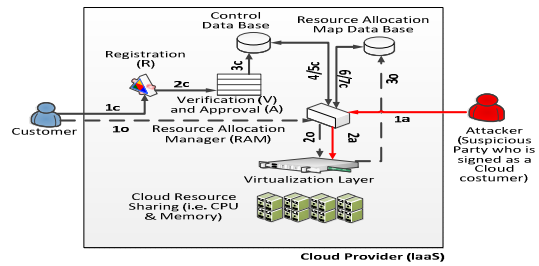 Control
Data Base
Resource Allocation
Map Data Base
Registration
(R)
3c
4/5c
6/7c
3o
2c
1c
Verification (V)
and Approval (A)
1a
Customer
1o
Resource Allocation
Manager (RAM)
2o
2a
Attacker
(Suspicious
Party who is
signed as a
Cloud
costumer)
Virtualization Layer
Cloud Resource
Sharing (i.e. CPU
& Memory)
Cloud Provider (IaaS)